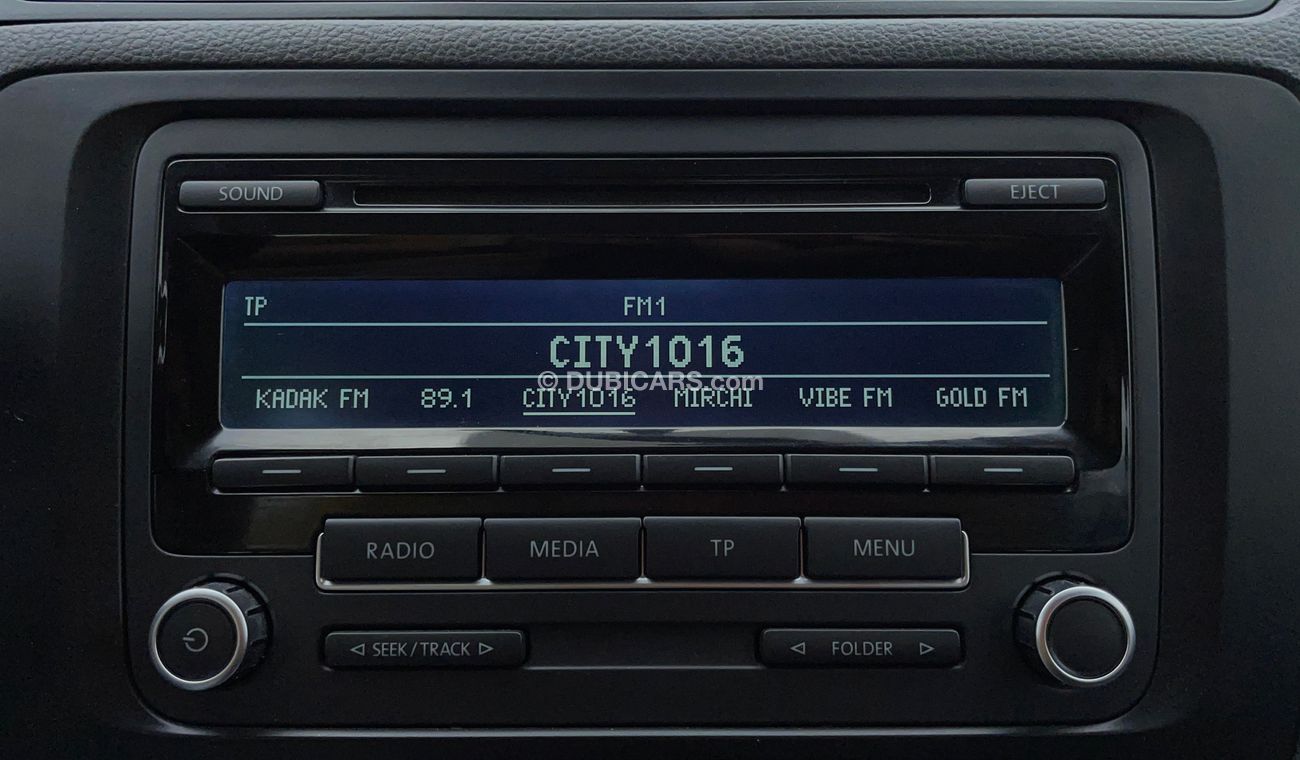 SOUND EJECT
TP FM1
CITY1016
© DUBICARS.com
KADAK FM 89.1 CITY1016 MIRCHI VIBE FM GOLD FM
RADIO MEDIA TP MENU
SEEK/TRACK FOLDER